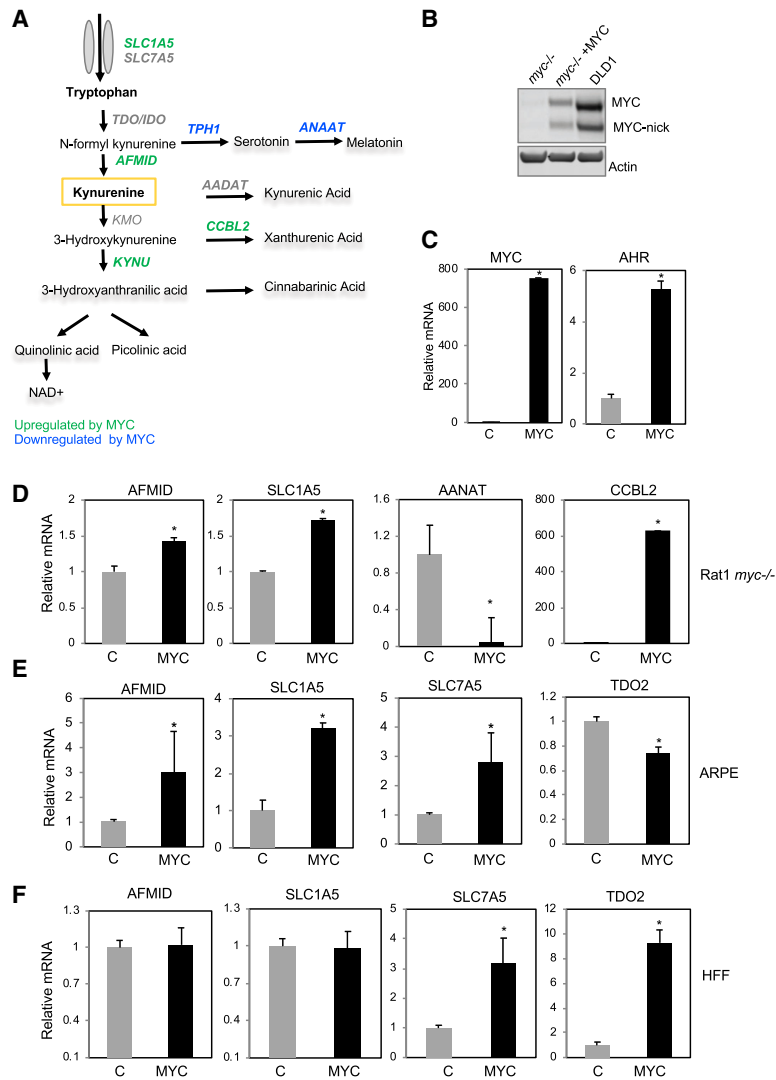 A
SLC1A5
SLC7A5
Tryptophan
TDO/IDO
N-formyl kynurenine
TPH1
Serotonin
ANAAT
Melatonin
AFMID
Kynurenine
AADAT
Kynurenic Acid
KMO
3-Hydroxykynurenine
CCBL2
Xanthurenic Acid
KYNU
3-Hydroxyanthranilic acid
Cinnabarinic Acid
Quinolinic acid
Picolinic acid
NAD+
Upregulated by MYC
Downregulated by MYC
B
myc-/-
myc-/- +MYC
DLD1
MYC
MYC-nick
Actin
C
MYC
Relative mRNA
800
600
400
200
0
*
C
MYC
AHR
6
4
2
0
*
C
MYC
D
AFMID
Relative mRNA
2
1.5
1
0.5
0
*
C
MYC
SLC1A5
2
1.5
1
0.5
0
*
C
MYC
AANAT
1.6
1.2
0.8
0.4
0
*
C
MYC
CCBL2
800
600
400
200
0
*
C
MYC
Rat1 myc-/-
E
AFMID
Relative mRNA
6
5
4
3
2
1
0
*
C
MYC
SLC1A5
4
3
2
1
0
*
C
MYC
SLC7A5
5
4
3
2
1
0
*
C
MYC
TDO2
1.2
1
0.8
0.6
0.4
0.2
0
*
C
MYC
ARPE
F
AFMID
Relative mRNA
1.3
1
0.7
0.4
0.1
C
MYC
SLC1A5
1.3
1
0.7
0.4
0.1
C
MYC
SLC7A5
5
4
3
2
1
0
*
C
MYC
TDO2
12
10
8
6
4
2
0
*
C
MYC
HFF